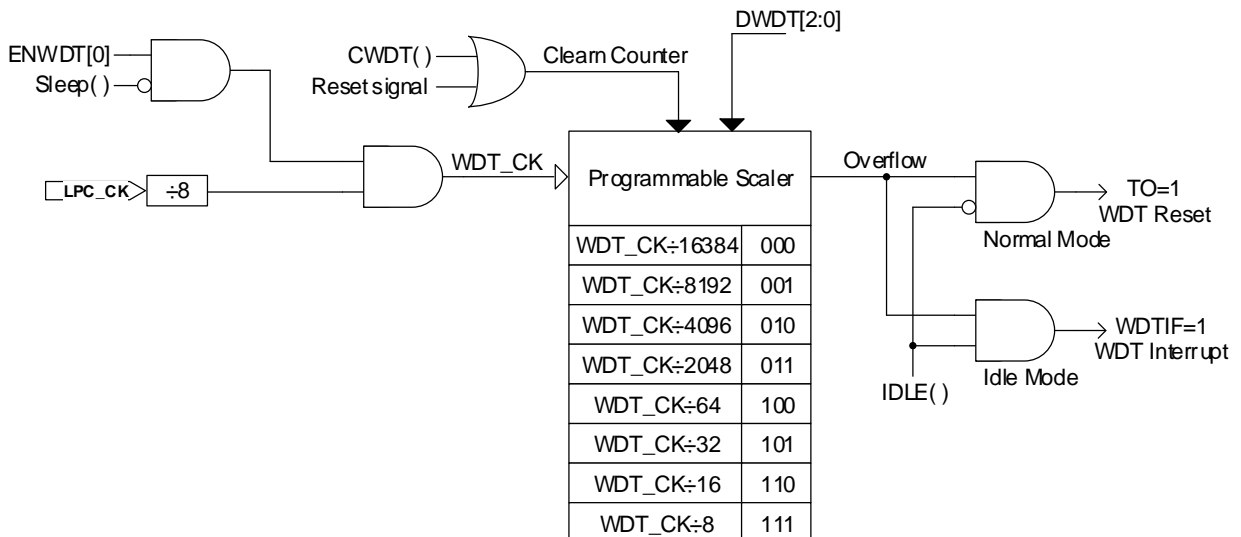 DWDT[2:0]
ENWDT[0]
Sleep( )
CWDT( )
Reset signal
Clearn Counter
LPC_CK
÷8
WDT_CK
Programmable Scaler
Overflow
TO=1
WDT Reset
Normal Mode
WDT_CK÷16384 000
WDT_CK÷8192 001
WDT_CK÷4096 010
WDT_CK÷2048 011
WDT_CK÷64 100
WDT_CK÷32 101
WDT_CK÷16 110
WDT_CK÷8 111
WDTIF=1
WDT Interrupt
Idle Mode
IDLE( )